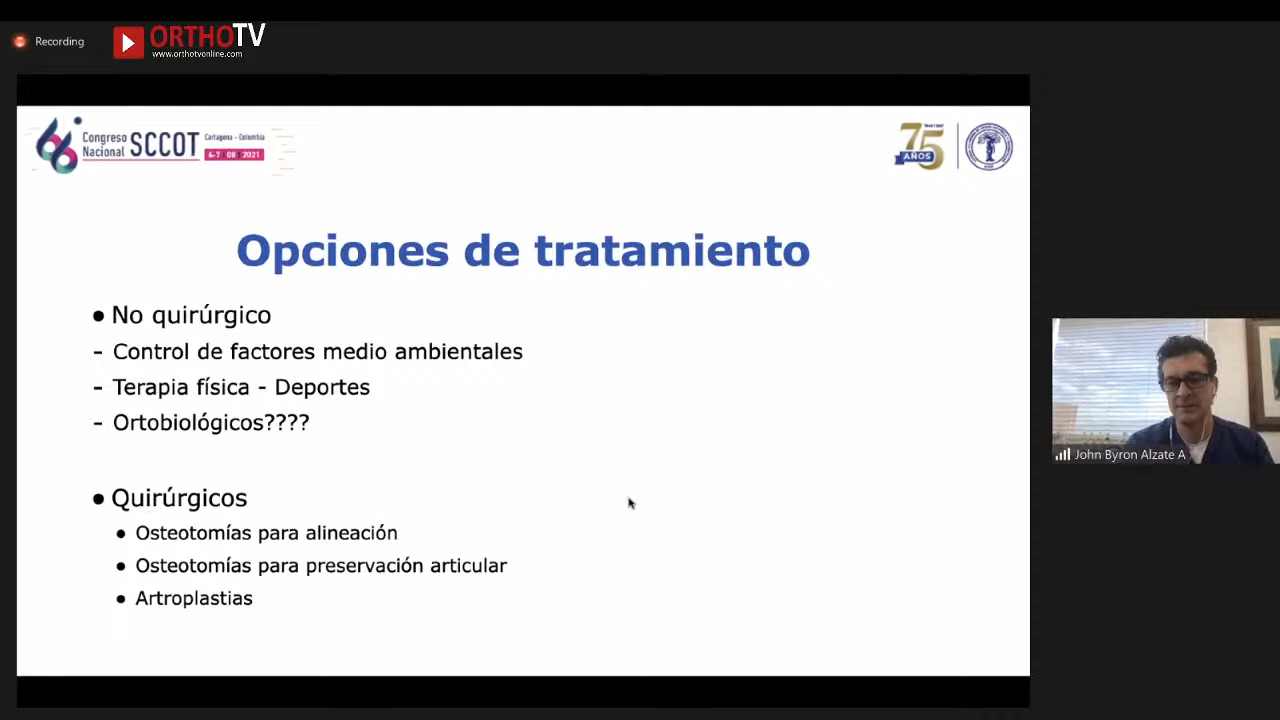 Recording
ORTHOTV
www.orthotvonline.com
66
Congreso
Nacional SCCOT
Cartagena - Colombia
6-7 | 08 | 2021
75
AÑOS
Opciones de tratamiento
● No quirúrgico
- Control de factores medio ambientales
- Terapia física - Deportes
- Ortobiológicos????
● Quirúrgicos
● Osteotomías para alineación
● Osteotomías para preservación articular
● Artroplastias
John Byron Alzate A